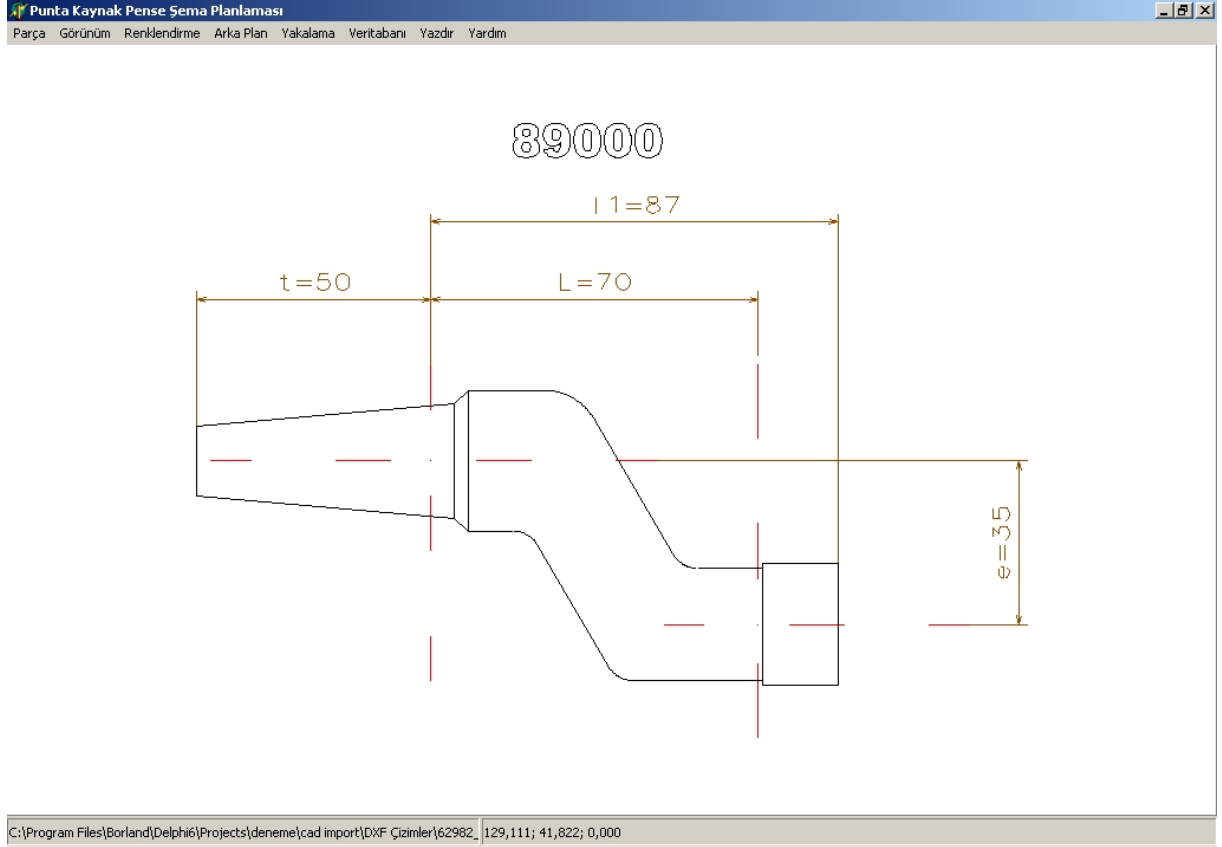 Punta Kaynak Pense Şema Planlaması
Parça Görünüm Renklendirme Arka Plan Yakalama Veritabanı Yazdır Yardım
89000
l1=87
t=50 L=70
e=35
C:\Program Files\Borland\Delphi6\Projects\deneme\cad import\DXF Çizimler\62982_ 129,111; 41,822; 0,000